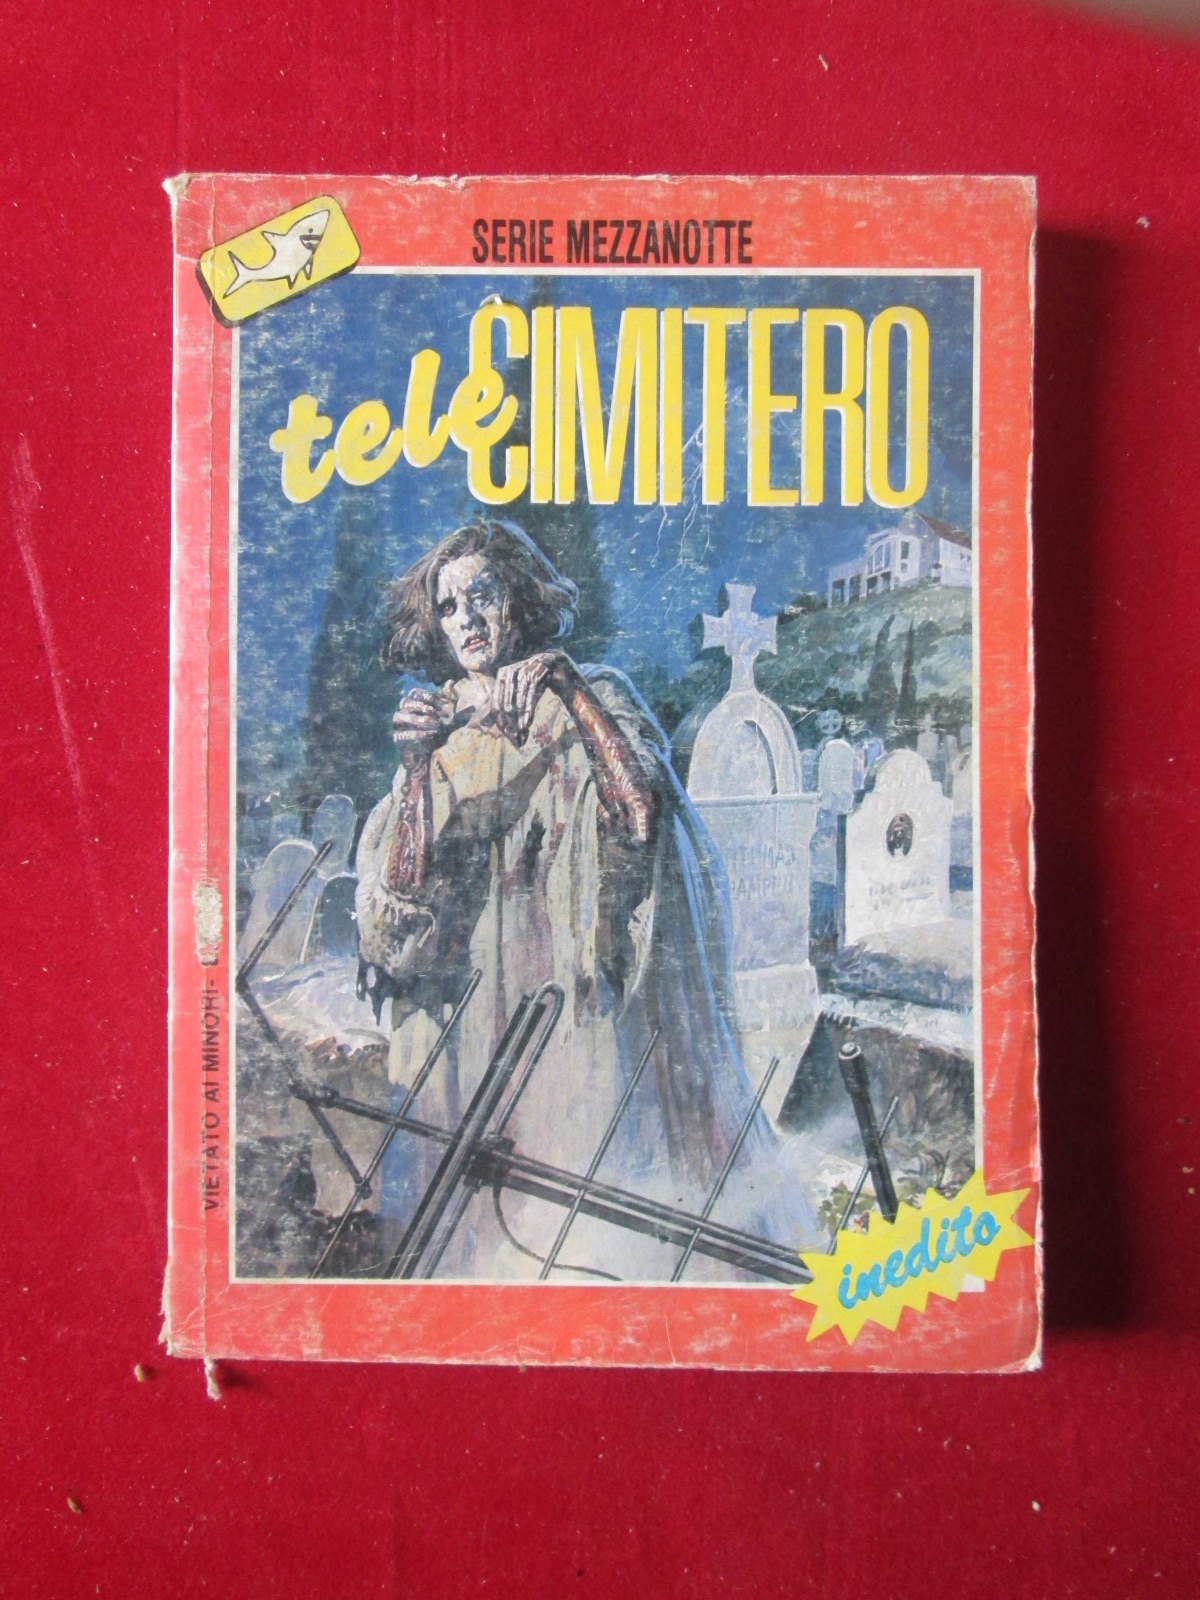 SERIE MEZZANOTTE
tele CIMITERO
VIETATO AI MINORI-
inedito